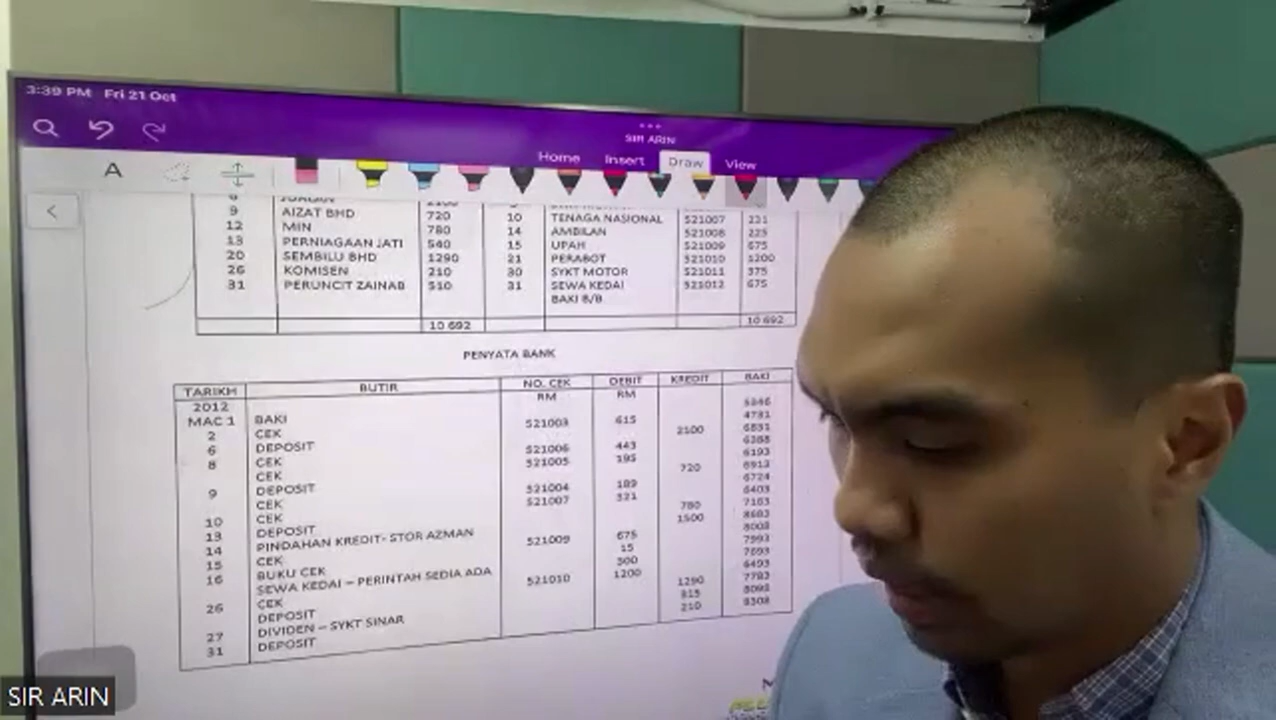 3:39 PM Fri 21 Oct
SIR ARIN
Home Insert Draw View
A
9 AIZAT BHD 720 10 TENAGA NASIONAL 521007
12 MIN 780 14 AMBILAN 521008 225
13 PERNIAGAAN JATI 540 15 UPAH 521009 675
20 SEMBILU BHD 1290 21 PERABOT 521010 1200
26 KOMISEN 210 30 SYKT MOTOR 521011 375
31 PERUNCIT ZAINAB 510 31 SEWA KEDAI 521012 675
BAKI B/B
10 692 10 692
PENYATA BANK
TARIKH BUTIR NO. CEK DEBIT KREDIT BAKI
RM RM
2012
MAC 1 BAKI 5346
2 CEK 521003 615 4731
6 DEPOSIT 2100 6831
8 CEK 521006 443 6388
CEK 521005 195 6193
9 DEPOSIT 720 6913
CEK 521004 189 6724
10 CEK 521007 321 6403
13 DEPOSIT 780 7183
14 PINDAHAN KREDIT- STOR AZMAN 1500 8683
15 CEK 521009 675 8008
16 BUKU CEK 15 7993
SEWA KEDAI – PERINTAH SEDIA ADA 300 7693
CEK 521010 1200 6493
26 DEPOSIT 1290 7783
27 DIVIDEN – SYKT SINAR 315 8098
31 DEPOSIT 210 8308
SIR ARIN